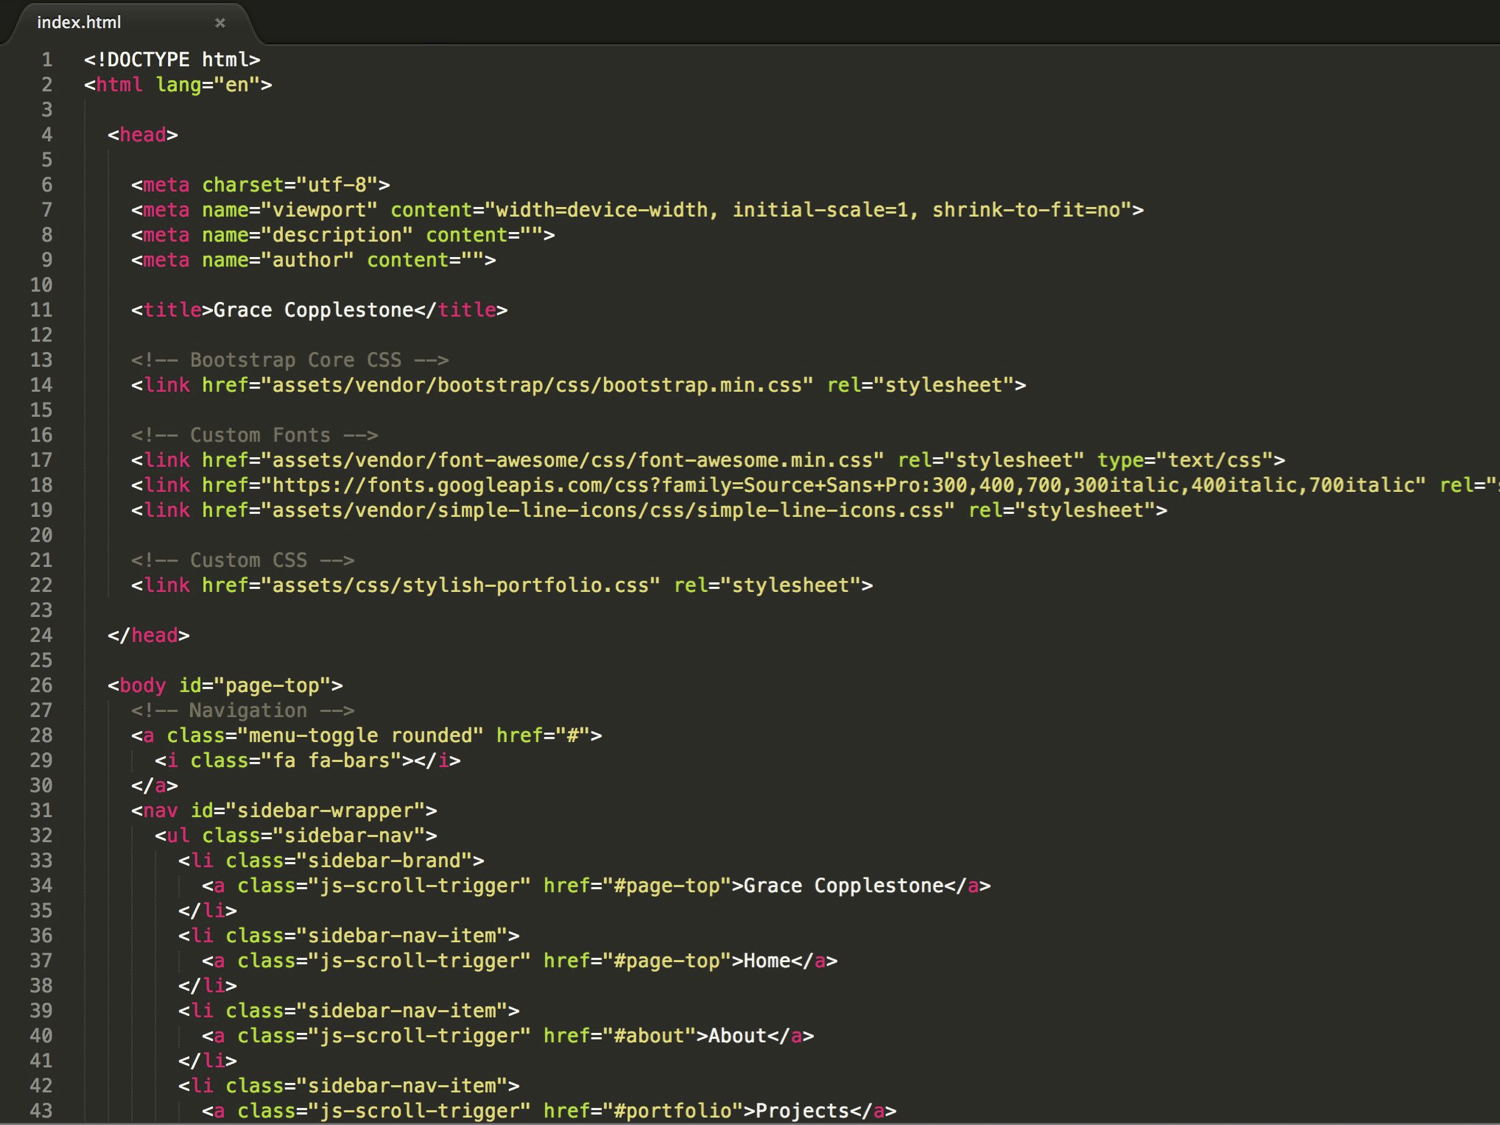 index.html ×
1 <!DOCTYPE html>
2 <html lang="en">
3
4 <head>
5
6 <meta charset="utf-8">
7 <meta name="viewport" content="width=device-width, initial-scale=1, shrink-to-fit=no">
8 <meta name="description" content="">
9 <meta name="author" content="">
10
11 <title>Grace Copplestone</title>
12
13 <!-- Bootstrap Core CSS -->
14 <link href="assets/vendor/bootstrap/css/bootstrap.min.css" rel="stylesheet">
15
16 <!-- Custom Fonts -->
17 <link href="assets/vendor/font-awesome/css/font-awesome.min.css" rel="stylesheet" type="text/css">
18 <link href="https://fonts.googleapis.com/css?family=Source+Sans+Pro:300,400,700,300italic,400italic,700italic" rel="s
19 <link href="assets/vendor/simple-line-icons/css/simple-line-icons.css" rel="stylesheet">
20
21 <!-- Custom CSS -->
22 <link href="assets/css/stylish-portfolio.css" rel="stylesheet">
23
24 </head>
25
26 <body id="page-top">
27 <!-- Navigation -->
28 <a class="menu-toggle rounded" href="#">
29 <i class="fa fa-bars"></i>
30 </a>
31 <nav id="sidebar-wrapper">
32 <ul class="sidebar-nav">
33 <li class="sidebar-brand">
34 <a class="js-scroll-trigger" href="#page-top">Grace Copplestone</a>
35 </li>
36 <li class="sidebar-nav-item">
37 <a class="js-scroll-trigger" href="#page-top">Home</a>
38 </li>
39 <li class="sidebar-nav-item">
40 <a class="js-scroll-trigger" href="#about">About</a>
41 </li>
42 <li class="sidebar-nav-item">
43 <a class="js-scroll-trigger" href="#portfolio">Projects</a>